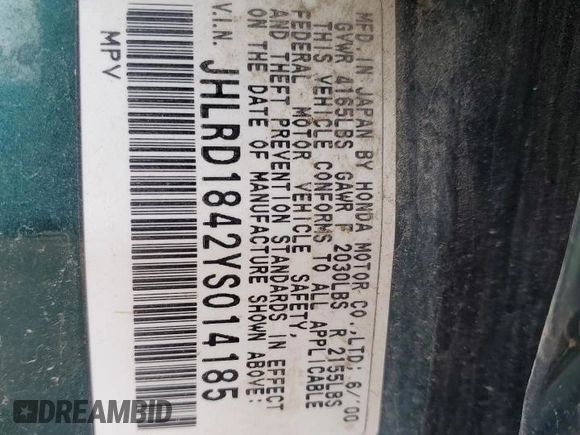 MFD. IN JAPAN BY HONDA MOTOR CO.,LTD; 6/00
GVWR 4165LBS GAWR F 2030LBS R 2155LBS
THIS VEHICLE CONFORMS TO ALL APPLICABLE
FEDERAL MOTOR VEHICLE SAFETY,
AND THEFT PREVENTION STANDARDS IN EFFECT
ON THE DATE OF MANUFACTURE SHOWN ABOVE:
V.I.N. JHLRD1842YS014185
MPV
DREAMBID